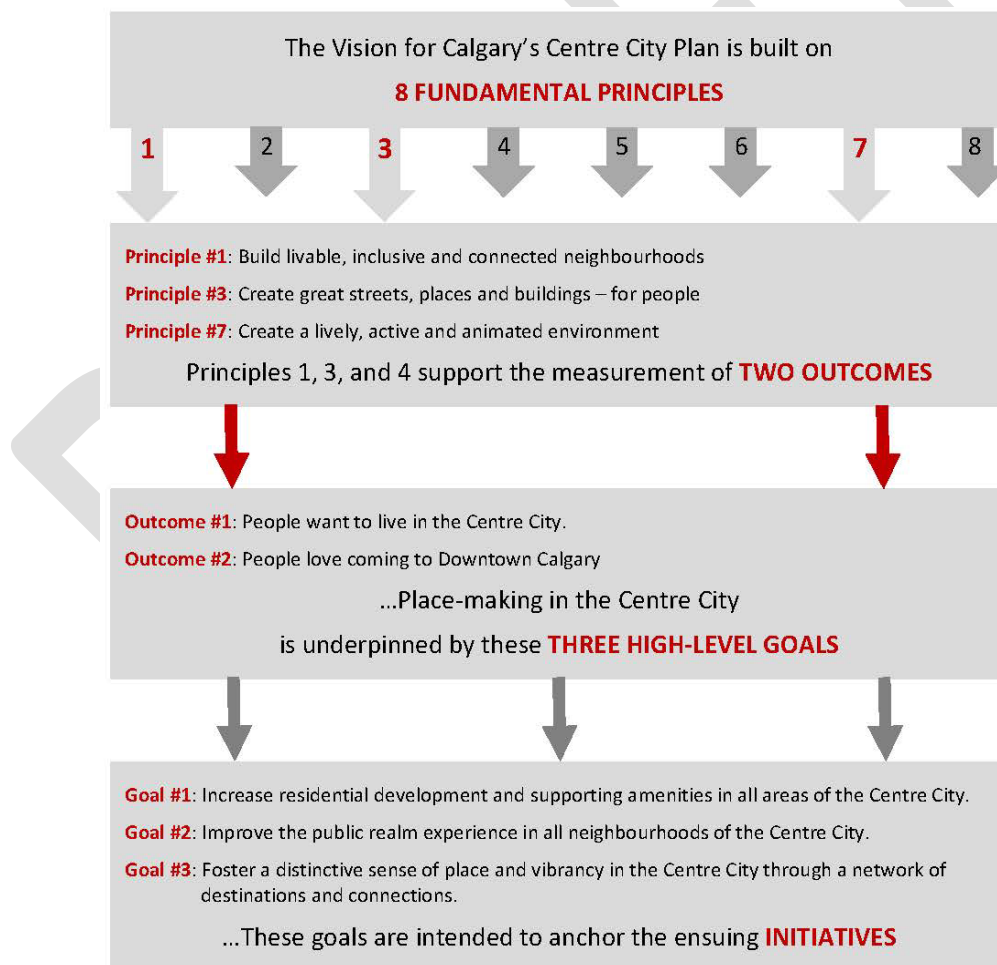 The Vision for Calgary's Centre City Plan is built on
8 FUNDAMENTAL PRINCIPLES
1 2 3 4 5 6 7 8
Principle #1: Build livable, inclusive and connected neighbourhoods
Principle #3: Create great streets, places and buildings – for people
Principle #7: Create a lively, active and animated environment
Principles 1, 3, and 4 support the measurement of TWO OUTCOMES
Outcome #1: People want to live in the Centre City.
Outcome #2: People love coming to Downtown Calgary
...Place-making in the Centre City
is underpinned by these THREE HIGH-LEVEL GOALS
Goal #1: Increase residential development and supporting amenities in all areas of the Centre City.
Goal #2: Improve the public realm experience in all neighbourhoods of the Centre City.
Goal #3: Foster a distinctive sense of place and vibrancy in the Centre City through a network of
destinations and connections.
...These goals are intended to anchor the ensuing INITIATIVES